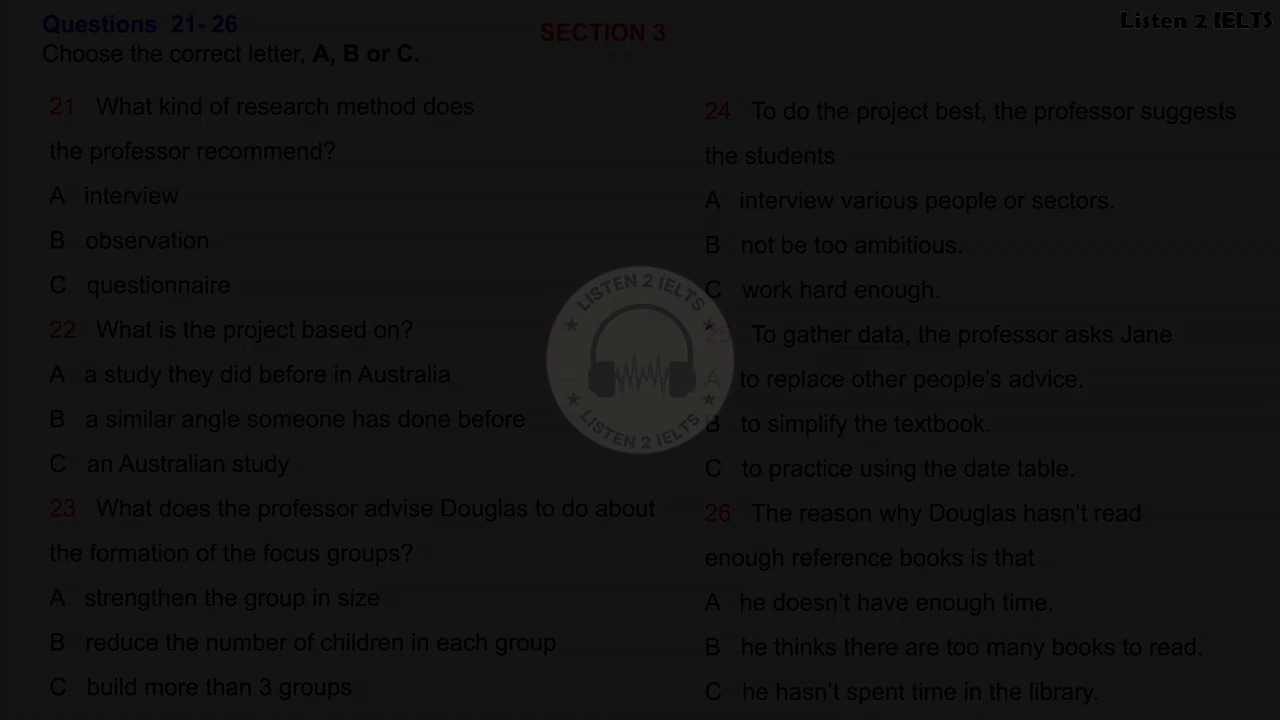 Questions 21- 26
SECTION 3
Listen 2 IELTS
Choose the correct letter, A, B or C.
21 What kind of research method does
the professor recommend?
A interview
B observation
C questionnaire
22 What is the project based on?
A a study they did before in Australia
B a similar angle someone has done before
C an Australian study
23 What does the professor advise Douglas to do about
the formation of the focus groups?
A strengthen the group in size
B reduce the number of children in each group
C build more than 3 groups
24 To do the project best, the professor suggests
the students
A interview various people or sectors.
B not be too ambitious.
C work hard enough.
25 To gather data, the professor asks Jane
A to replace other people's advice.
B to simplify the textbook.
C to practice using the date table.
26 The reason why Douglas hasn't read
enough reference books is that
A he doesn't have enough time.
B he thinks there are too many books to read.
C he hasn't spent time in the library.
LISTEN 2 IELTS
LISTEN 2 IELTS